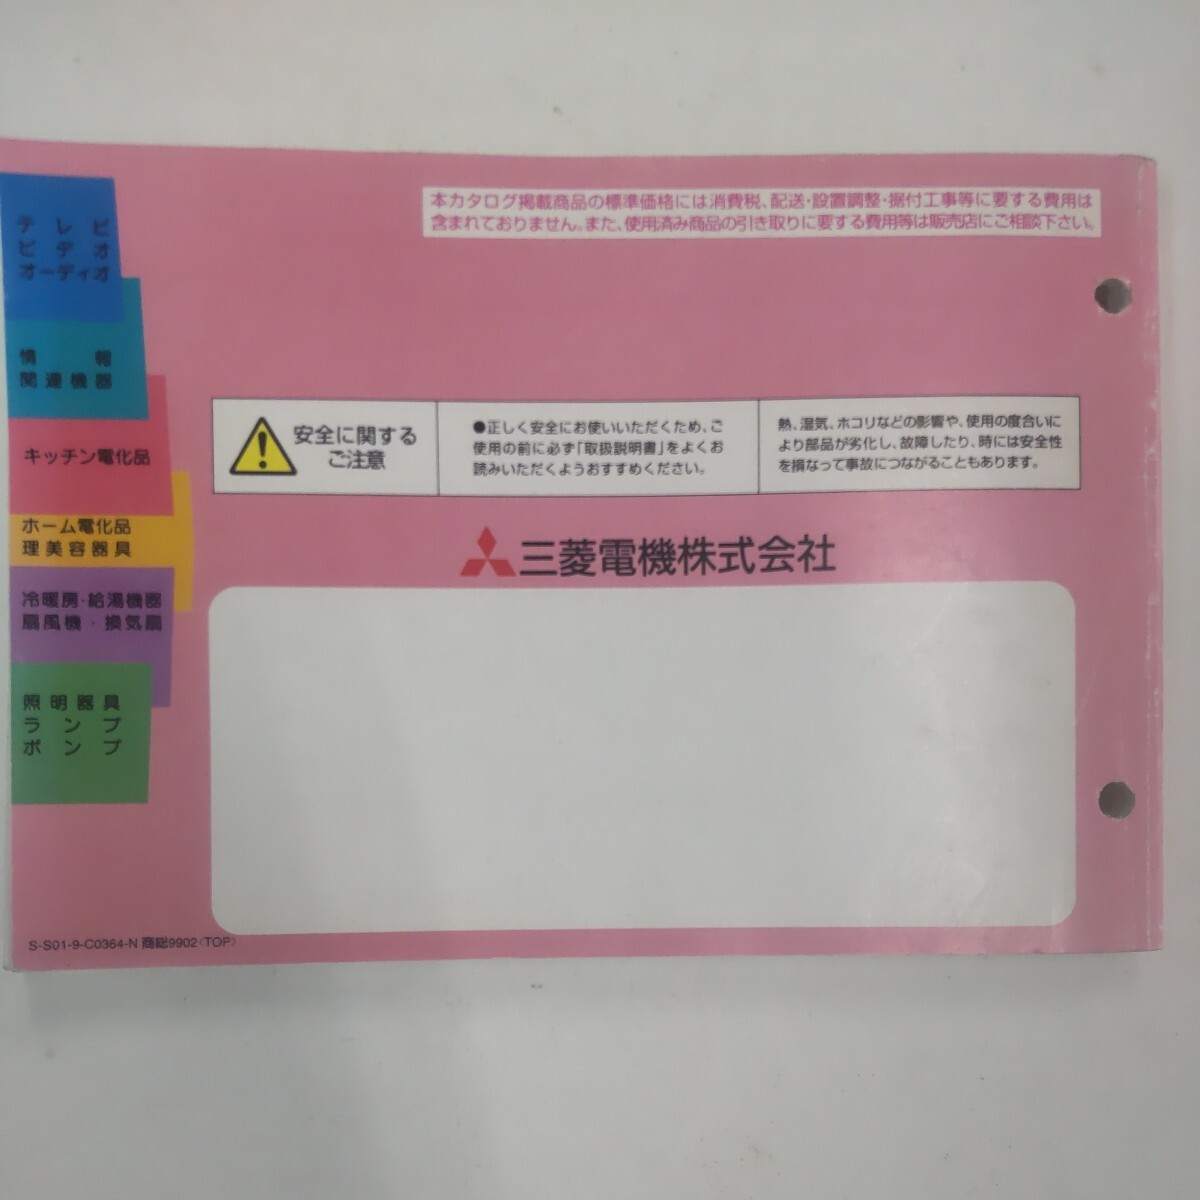 本カタログ掲載商品の標準価格には消費税、配送・設置調整・据付工事等に要する費用は
含まれておりません。また、使用済み商品の引き取りに要する費用等は販売店にご相談下さい。
テレビ
ビデオ
オーディオ
情報
関連機器
キッチン電化品
ホーム電化品
理美容器具
冷暖房・給湯機器
扇風機・換気扇
照明器具
ランプ
ポンプ
安全に関する
ご注意
●正しく安全にお使いいただくため、ご
使用の前に必ず「取扱説明書」をよくお
読みいただくようおすすめください。
熱、湿気、ホコリなどの影響や、使用の度合いに
より部品が劣化し、故障したり、時には安全性
を損なって事故につながることもあります。
三菱電機株式会社
S-S01-9-C0364-N 商総9902〈TOP〉